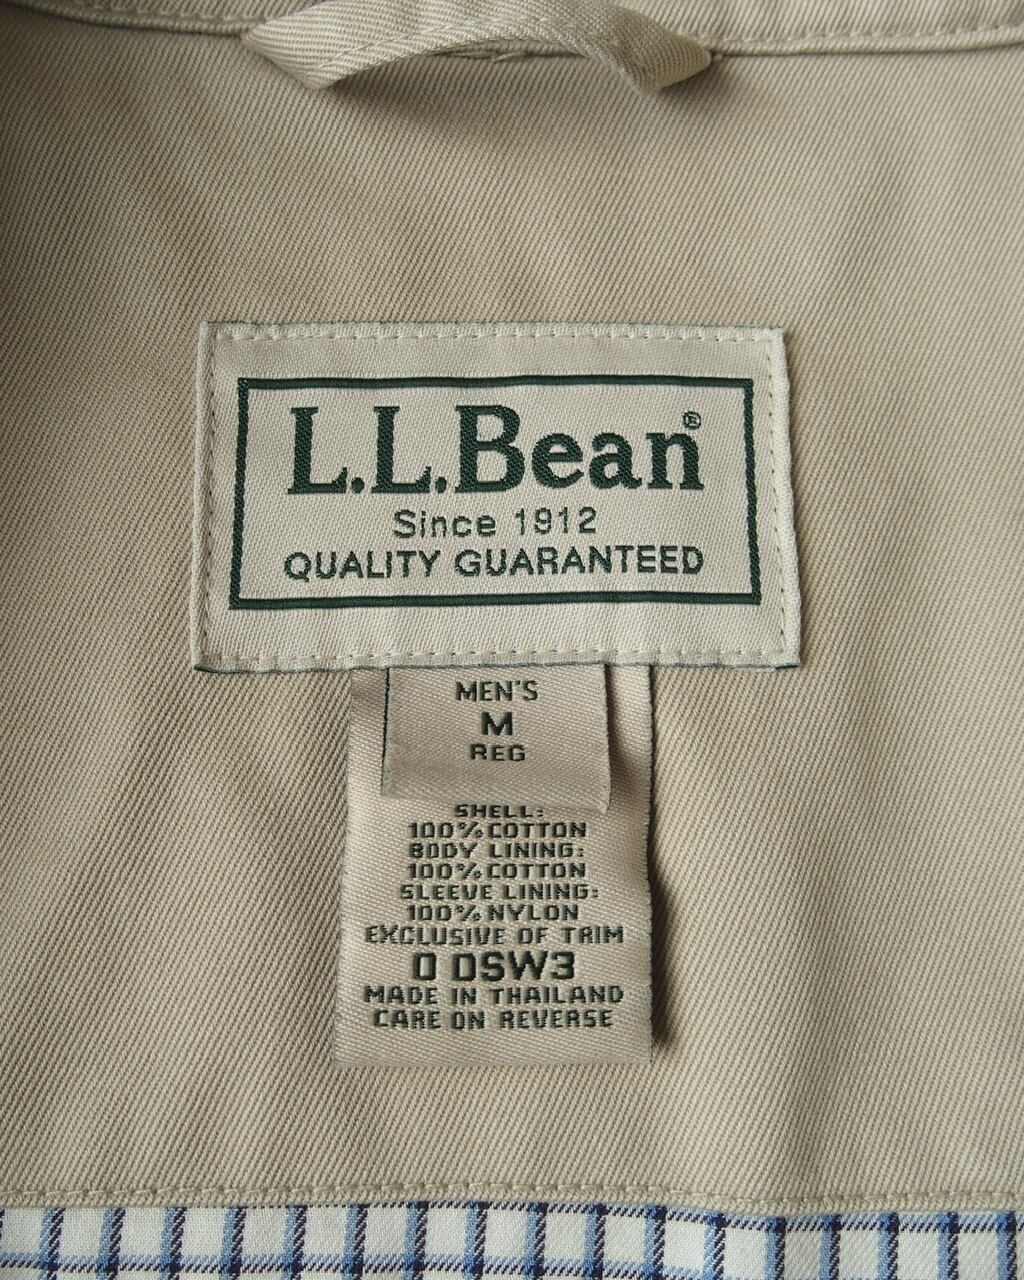 L.L.Bean®
Since 1912
QUALITY GUARANTEED
MEN'S
M
REG
SHELL:
100% COTTON
BODY LINING:
100% COTTON
SLEEVE LINING:
100% NYLON
EXCLUSIVE OF TRIM
0 DSW3
MADE IN THAILAND
CARE ON REVERSE